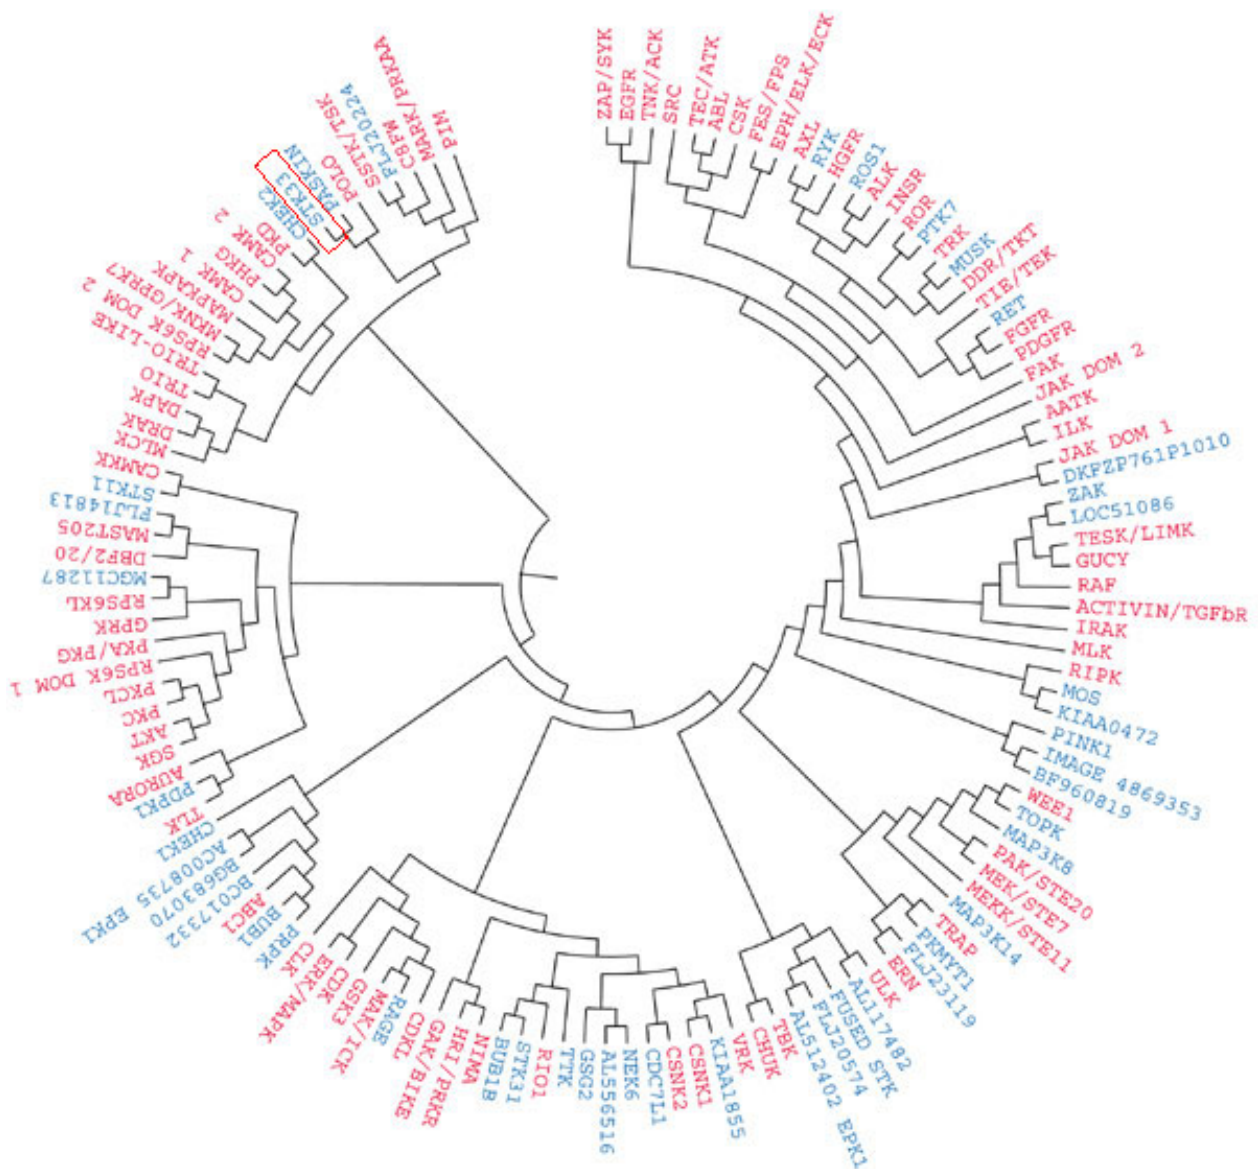 ZAP/SYK
EGFR
TNK/ACK
SRC
TEC/ATK
ABL
CSK
FES/FPS
EPH/ELK/ECK
AXL
RYK
HGFR
ROS1
ALK
INSR
ROR
PTK7
TRK
MUSK
DDR/TKT
TIE/TEK
RET
FGFR
PDGFR
FAK
JAK DOM 2
AATK
ILK
JAK DOM 1
DKFZP761P1010
ZAK
LOC51086
TESK/LIMK
GUCY
RAF
ACTIVIN/TGFbR
IRAK
MLK
RIPK
MOS
KIAA0472
PINK1
IMAGE 4869353
BF960819
WEE1
TOPK
MAP3K8
PAK/STE20
MEK/STE7
MEKK/STE11
MAP3K14
TRAP
PKMYT1
FLJ23119
ERN
ULK
AL117482
FUSED STK
FLJ20574
AL512402 EPK1
TBK
CHUK
VRK
KIAA1855
CSNK1
CSNK2
CDC7L1
NEK6
AL556516
GSG2
TTK
RIO1
STK31
BUB1B
NIMA
HRI/PRKR
GAK/BIKE
CDKL
RAGE
MAK/ICK
GSK3
CDK
ERK/MAPK
CLK
PRPK
BUB1
ABC1
BC017332
BG683070
AC008735 EPK1
CHEK1
TLK
PDPK1
AURORA
SGK
AKT
PKC
PKCL
RPS6K DOM 1
PKA/PKG
GPRK
RPS6KL
MGC11287
DBF2/20
MAST205
FLJ14813
STK11
CAMKK
MLCK
DRAK
DAPK
TRIO
TRIO-LIKE
RPS6K DOM 2
MKNK/GPRK7
MAPKAPK
CAMK 1
PHKG
CAMK 2
PKD
CHEK2
STK33
PASKIN
POLO
SSTK/TSK
FLJ20224
C8FW
MARK/PRKAA
PIM